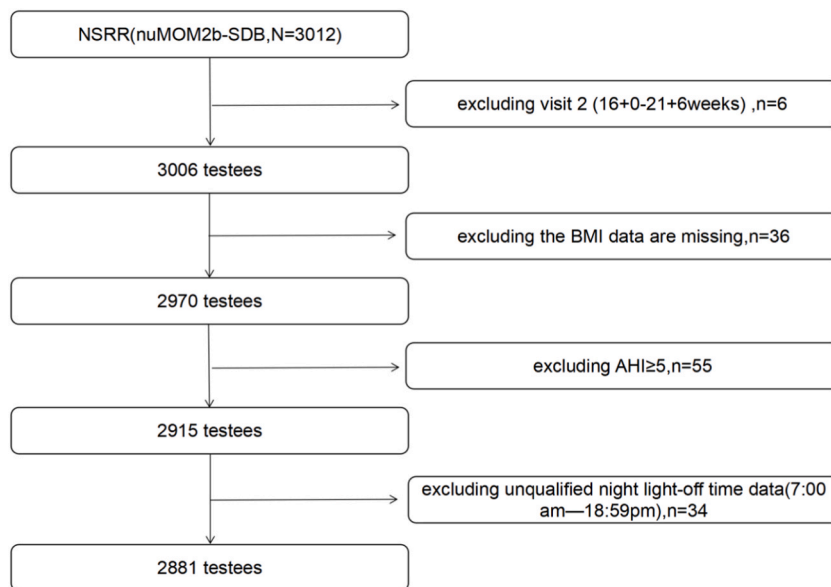 NSRR(nuMOM2b-SDB,N=3012)
excluding visit 2 (16+0-21+6weeks) ,n=6
3006 testees
excluding the BMI data are missing,n=36
2970 testees
excluding AHI≥5,n=55
2915 testees
excluding unqualified night light-off time data(7:00
am—18:59pm),n=34
2881 testees